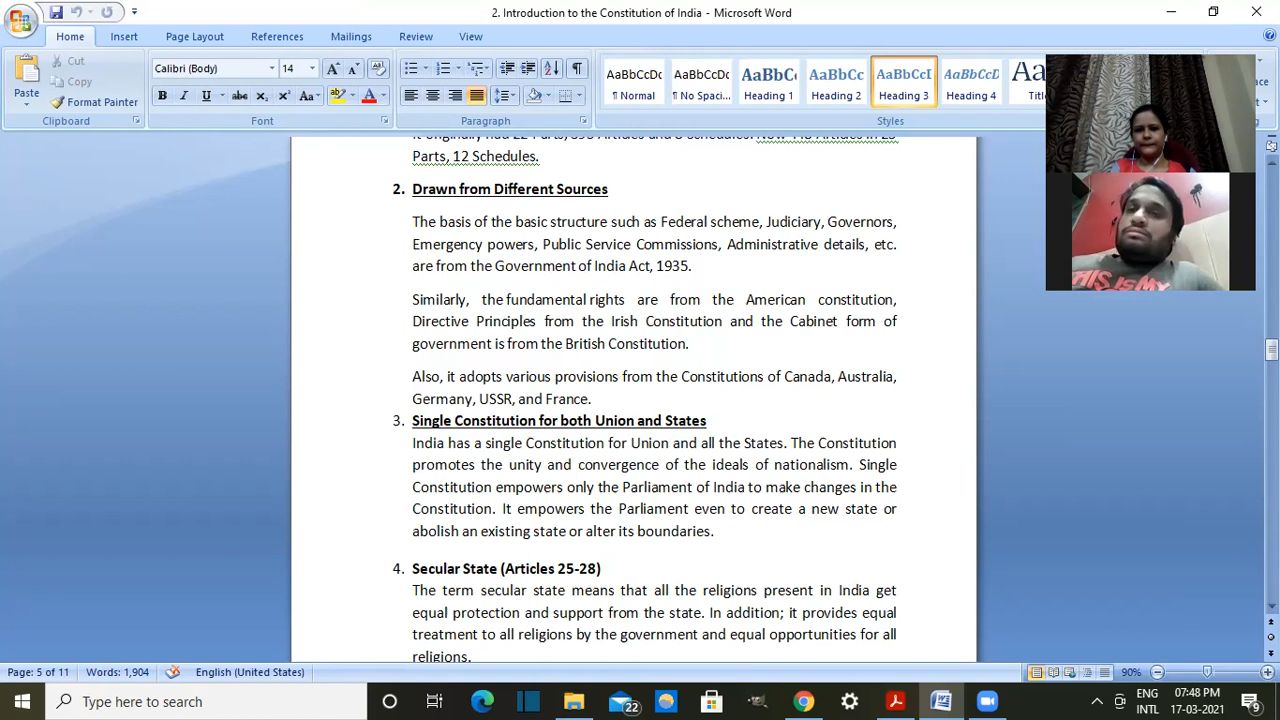 2. Introduction to the Constitution of India - Microsoft Word
Home Insert Page Layout References Mailings Review View
Cut
Copy
Format Painter
Paste
Calibri (Body) 14
AaBbCcDc AaBbCcDc AaBbC AaBbCc AaBbCcI AaBbCcD AaB
¶ Normal ¶ No Spaci... Heading 1 Heading 2 Heading 3 Heading 4 Titl
Clipboard Font Paragraph Styles
Parts, 12 Schedules.
2. Drawn from Different Sources
The basis of the basic structure such as Federal scheme, Judiciary, Governors,
Emergency powers, Public Service Commissions, Administrative details, etc.
are from the Government of India Act, 1935.
Similarly, the fundamental rights are from the American constitution,
Directive Principles from the Irish Constitution and the Cabinet form of
government is from the British Constitution.
Also, it adopts various provisions from the Constitutions of Canada, Australia,
Germany, USSR, and France.
3. Single Constitution for both Union and States
India has a single Constitution for Union and all the States. The Constitution
promotes the unity and convergence of the ideals of nationalism. Single
Constitution empowers only the Parliament of India to make changes in the
Constitution. It empowers the Parliament even to create a new state or
abolish an existing state or alter its boundaries.
4. Secular State (Articles 25-28)
The term secular state means that all the religions present in India get
equal protection and support from the state. In addition; it provides equal
treatment to all religions by the government and equal opportunities for all
religions.
THIS IS MY
Page: 5 of 11 Words: 1,904 English (United States) 90%
Type here to search
22
ENG
INTL
07:48 PM
17-03-2021
9